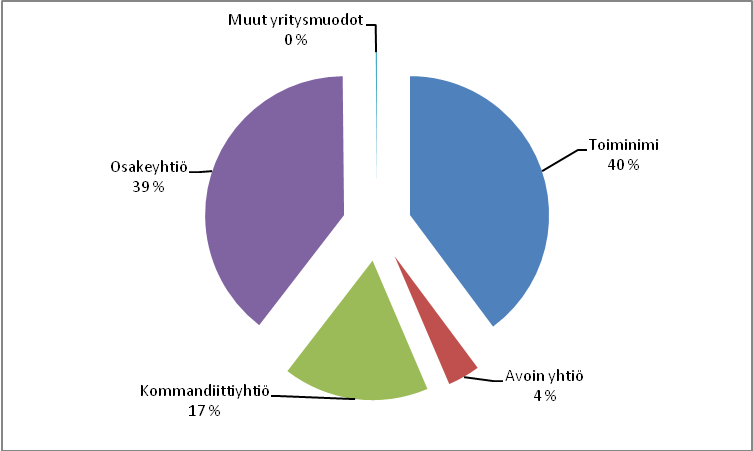 Muut yritysmuodot
0 %
Toiminimi
40 %
Osakeyhtiö
39 %
Avoin yhtiö
4 %
Kommandiittiyhtiö
17 %